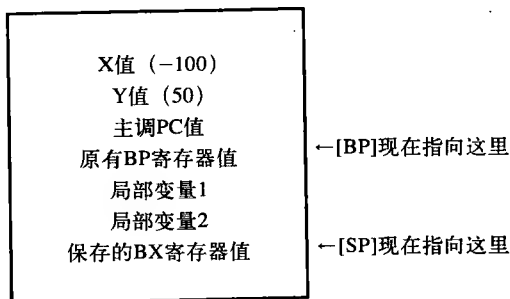 X值（−100）
Y值（50）
主调PC值
←[BP]现在指向这里
原有BP寄存器值
局部变量1
局部变量2
保存的BX寄存器值
←[SP]现在指向这里